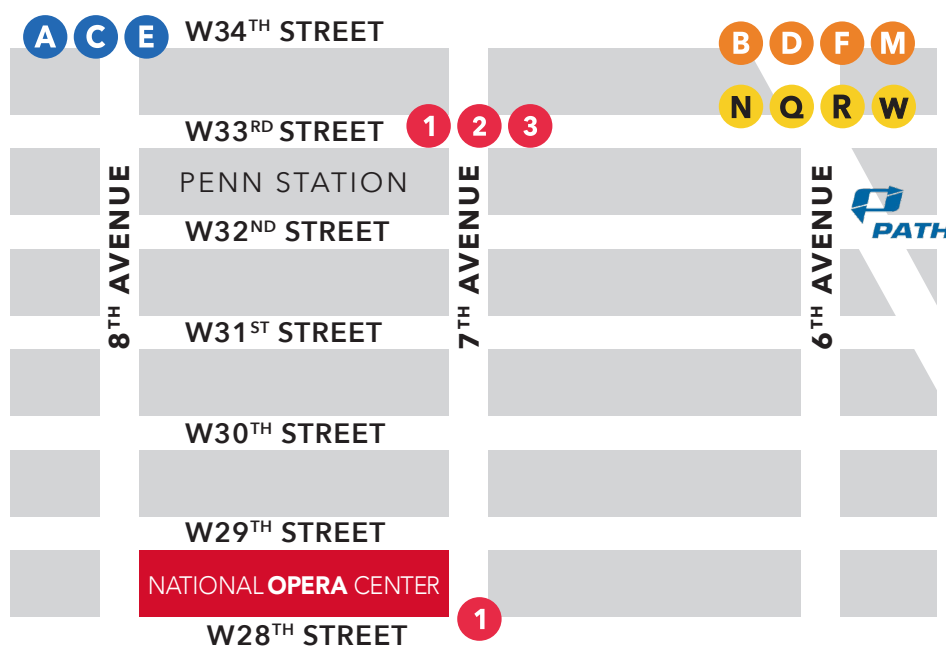 A C E W34TH STREET
B D F M
N Q R W
W33RD STREET 1 2 3
PENN STATION
8TH AVENUE
7TH AVENUE
6TH AVENUE
PATH
W32ND STREET
W31ST STREET
W30TH STREET
W29TH STREET
NATIONAL OPERA CENTER
1
W28TH STREET